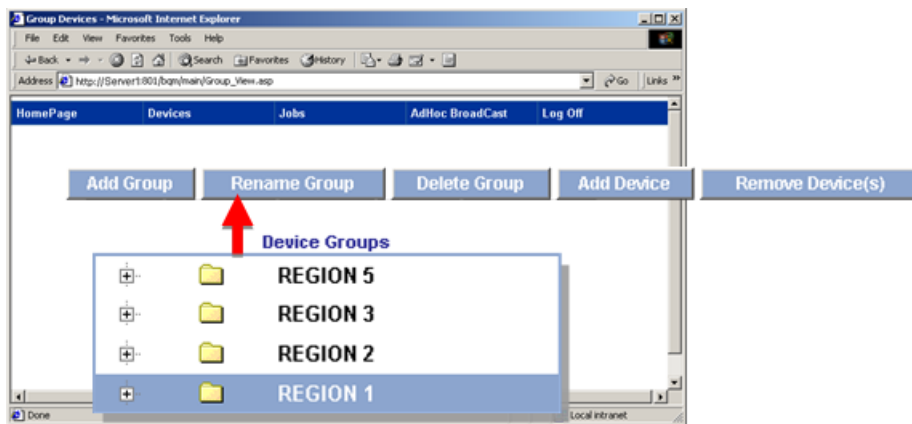 Group Devices - Microsoft Internet Explorer
File Edit View Favorites Tools Help
Back Search Favorites History
Address http://Server1:801/bqm/main/Group_View.asp Go Links »
HomePage Devices Jobs AdHoc BroadCast Log Off
Add Group Rename Group Delete Group Add Device Remove Device(s)
Device Groups
REGION 5
REGION 3
REGION 2
REGION 1
Done Local intranet